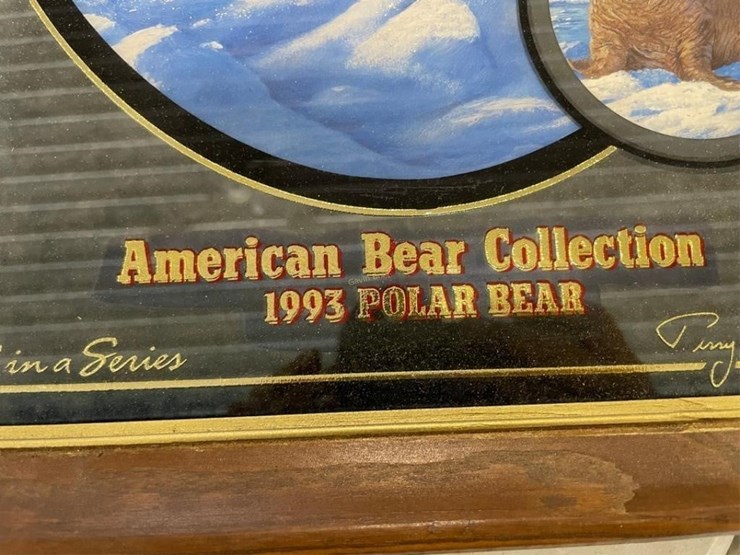 American Bear Collection
1993 POLAR BEAR
in a Series